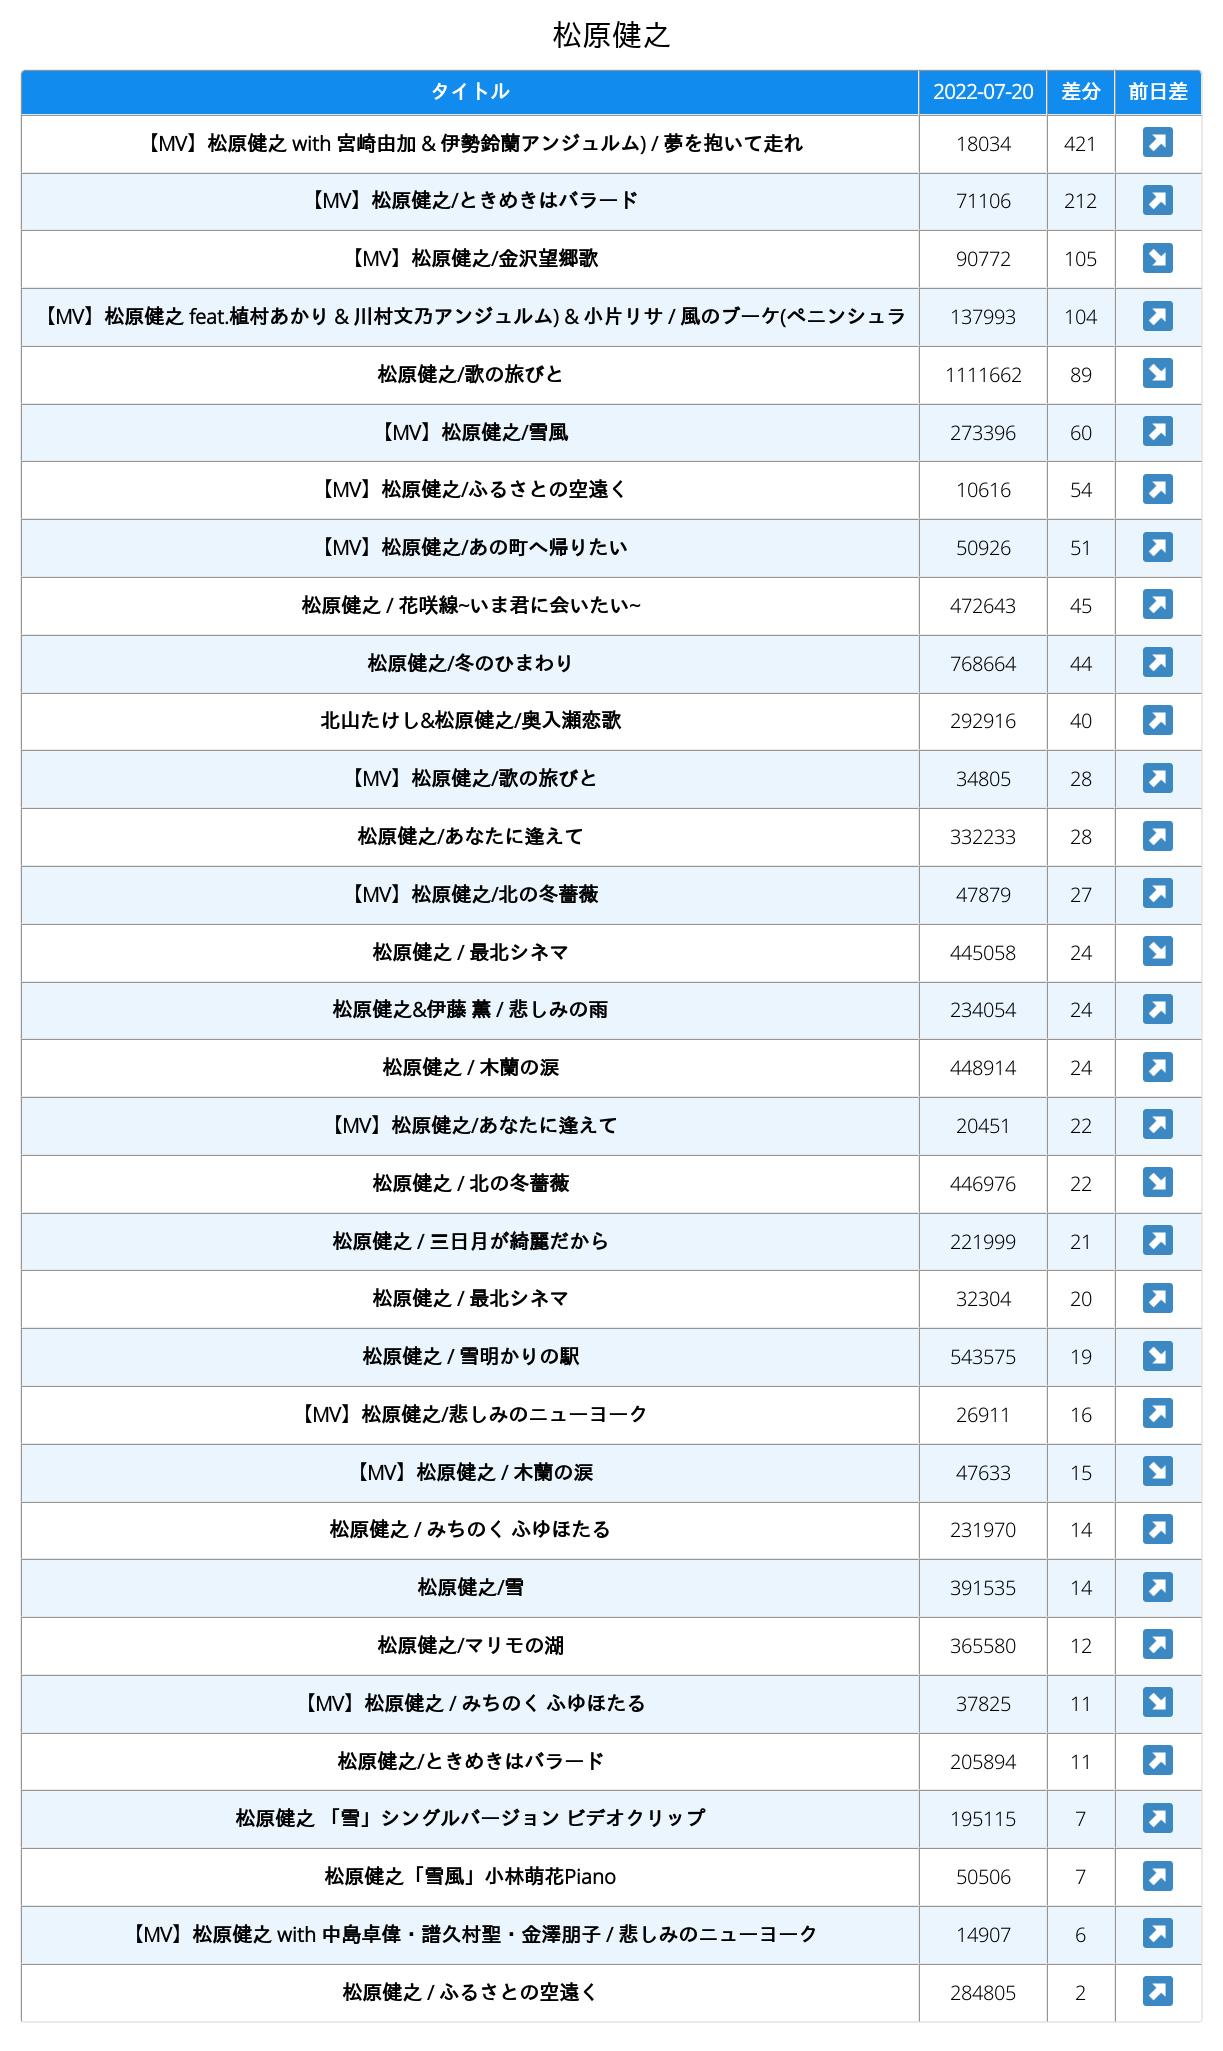 松原健之
タイトル 2022-07-20 差分 前日差
【MV】松原健之 with 宮崎由加 & 伊勢鈴蘭アンジュルム) / 夢を抱いて走れ 18034 421
【MV】松原健之/ときめきはバラード 71106 212
【MV】松原健之/金沢望郷歌 90772 105
【MV】松原健之 feat.植村あかり & 川村文乃アンジュルム) & 小片リサ / 風のブーケ(ペニンシュラ 137993 104
松原健之/歌の旅びと 1111662 89
【MV】松原健之/雪風 273396 60
【MV】松原健之/ふるさとの空遠く 10616 54
【MV】松原健之/あの町へ帰りたい 50926 51
松原健之 / 花咲線~いま君に会いたい~ 472643 45
松原健之/冬のひまわり 768664 44
北山たけし&松原健之/奥入瀬恋歌 292916 40
【MV】松原健之/歌の旅びと 34805 28
松原健之/あなたに逢えて 332233 28
【MV】松原健之/北の冬薔薇 47879 27
松原健之 / 最北シネマ 445058 24
松原健之&伊藤 薫 / 悲しみの雨 234054 24
松原健之 / 木蘭の涙 448914 24
【MV】松原健之/あなたに逢えて 20451 22
松原健之 / 北の冬薔薇 446976 22
松原健之 / 三日月が綺麗だから 221999 21
松原健之 / 最北シネマ 32304 20
松原健之 / 雪明かりの駅 543575 19
【MV】松原健之/悲しみのニューヨーク 26911 16
【MV】松原健之 / 木蘭の涙 47633 15
松原健之 / みちのく ふゆほたる 231970 14
松原健之/雪 391535 14
松原健之/マリモの湖 365580 12
【MV】松原健之 / みちのく ふゆほたる 37825 11
松原健之/ときめきはバラード 205894 11
松原健之 「雪」シングルバージョン ビデオクリップ 195115 7
松原健之「雪風」小林萌花Piano 50506 7
【MV】松原健之 with 中島卓偉・譜久村聖・金澤朋子 / 悲しみのニューヨーク 14907 6
松原健之 / ふるさとの空遠く 284805 2